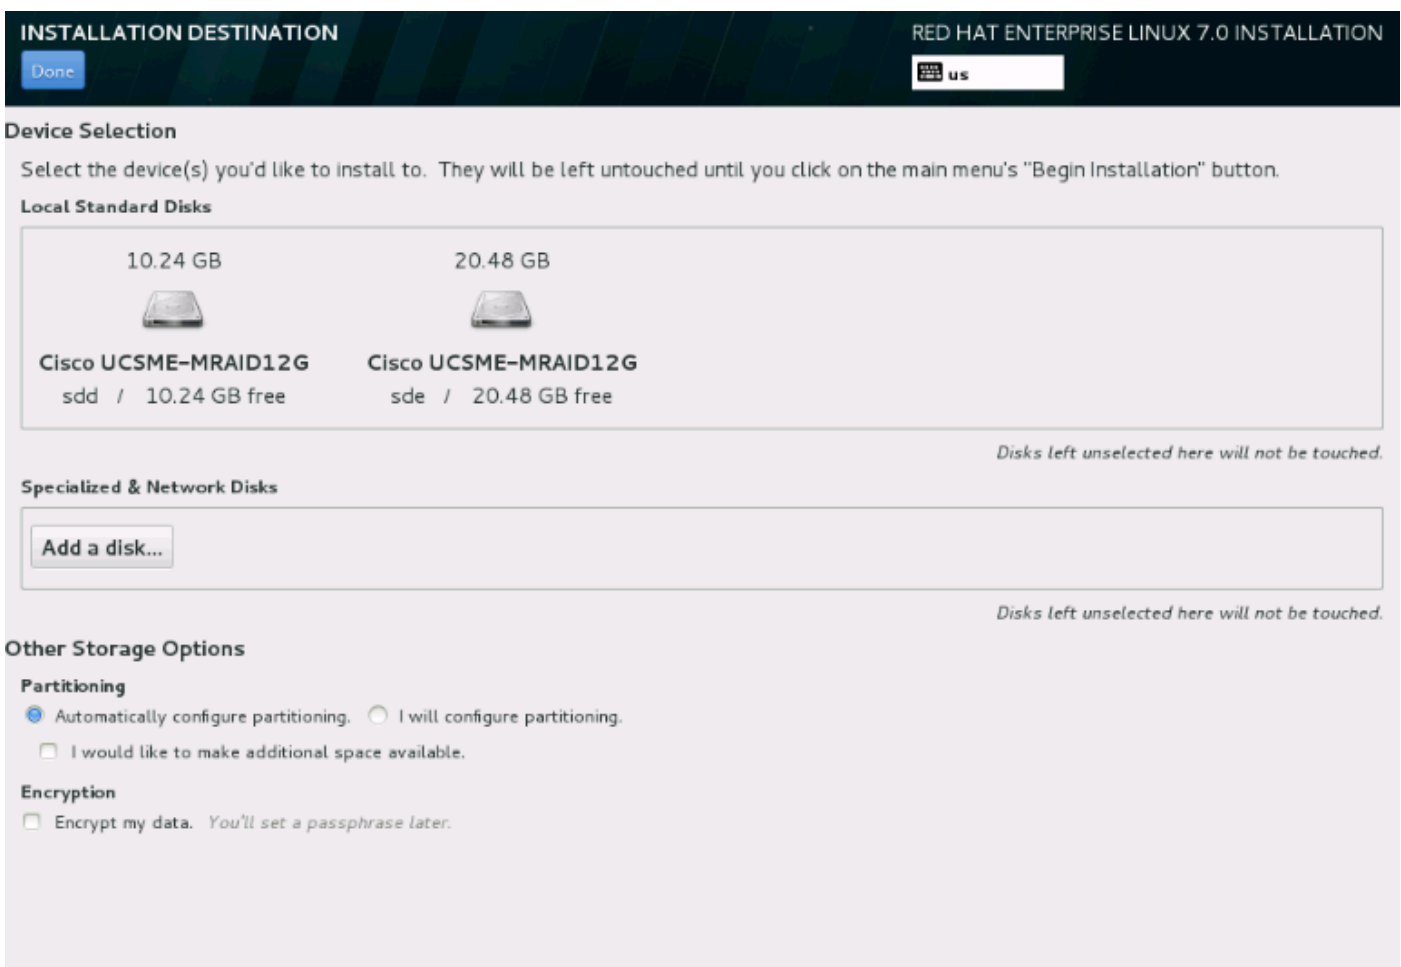 INSTALLATION DESTINATION
RED HAT ENTERPRISE LINUX 7.0 INSTALLATION
Done
us
Device Selection
Select the device(s) you'd like to install to.  They will be left untouched until you click on the main menu's "Begin Installation" button.
Local Standard Disks
10.24 GB
20.48 GB
Cisco UCSME-MRAID12G
Cisco UCSME-MRAID12G
sdd / 10.24 GB free
sde / 20.48 GB free
Disks left unselected here will not be touched.
Specialized & Network Disks
Add a disk...
Disks left unselected here will not be touched.
Other Storage Options
Partitioning
Automatically configure partitioning. I will configure partitioning.
I would like to make additional space available.
Encryption
Encrypt my data. You'll set a passphrase later.